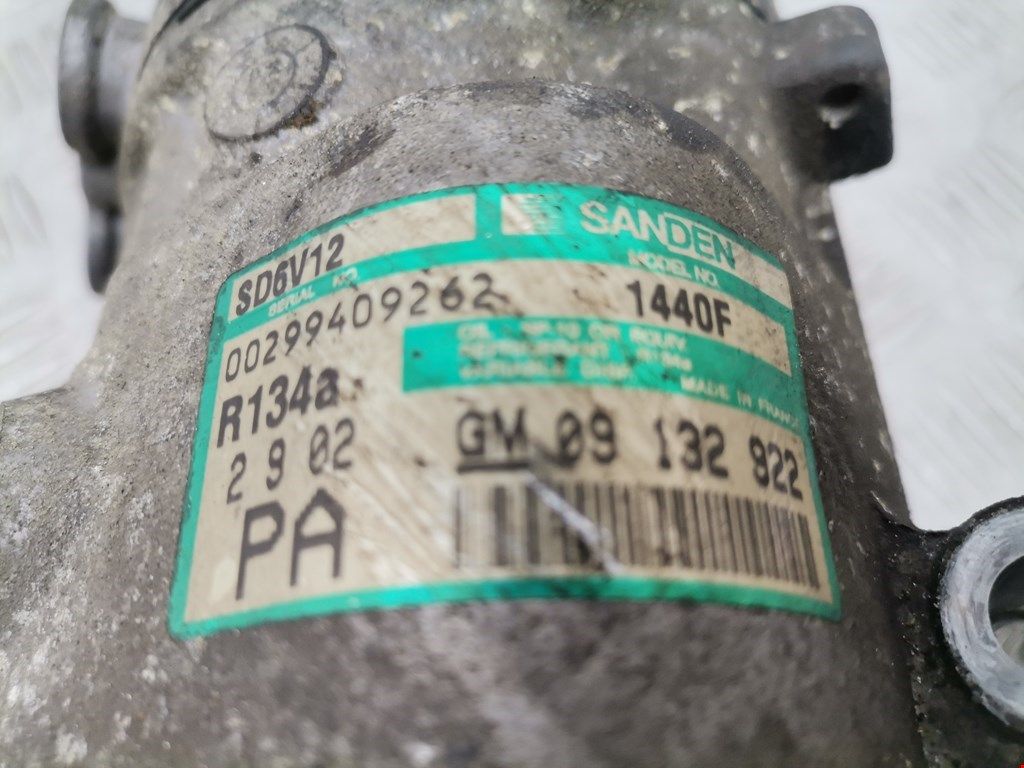 SANDEN
SD6V12
SERIAL NO.
MODEL NO.
00299409262
1440F
R134a
MADE IN FRANCE
2 9 02
GM 09 132 922
PA